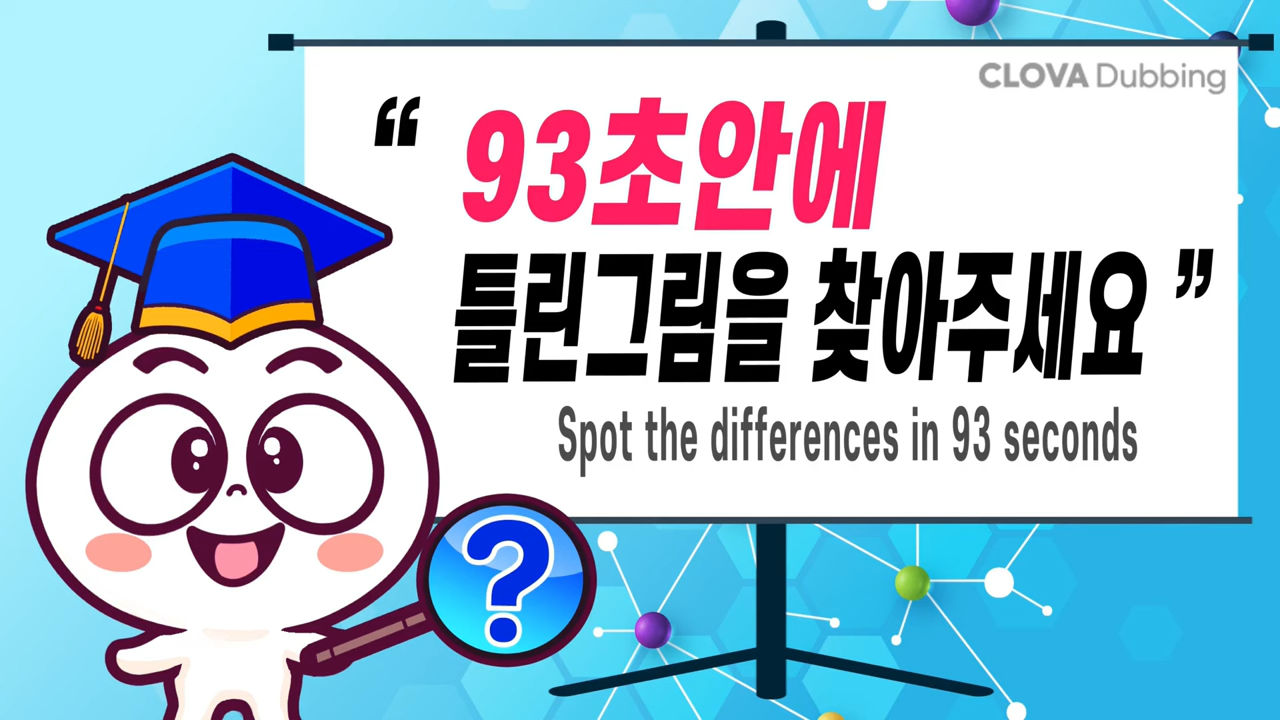 CLOVA Dubbing
“ 93초안에
틀린그림을 찾아주세요 ”
Spot the differences in 93 seconds
?